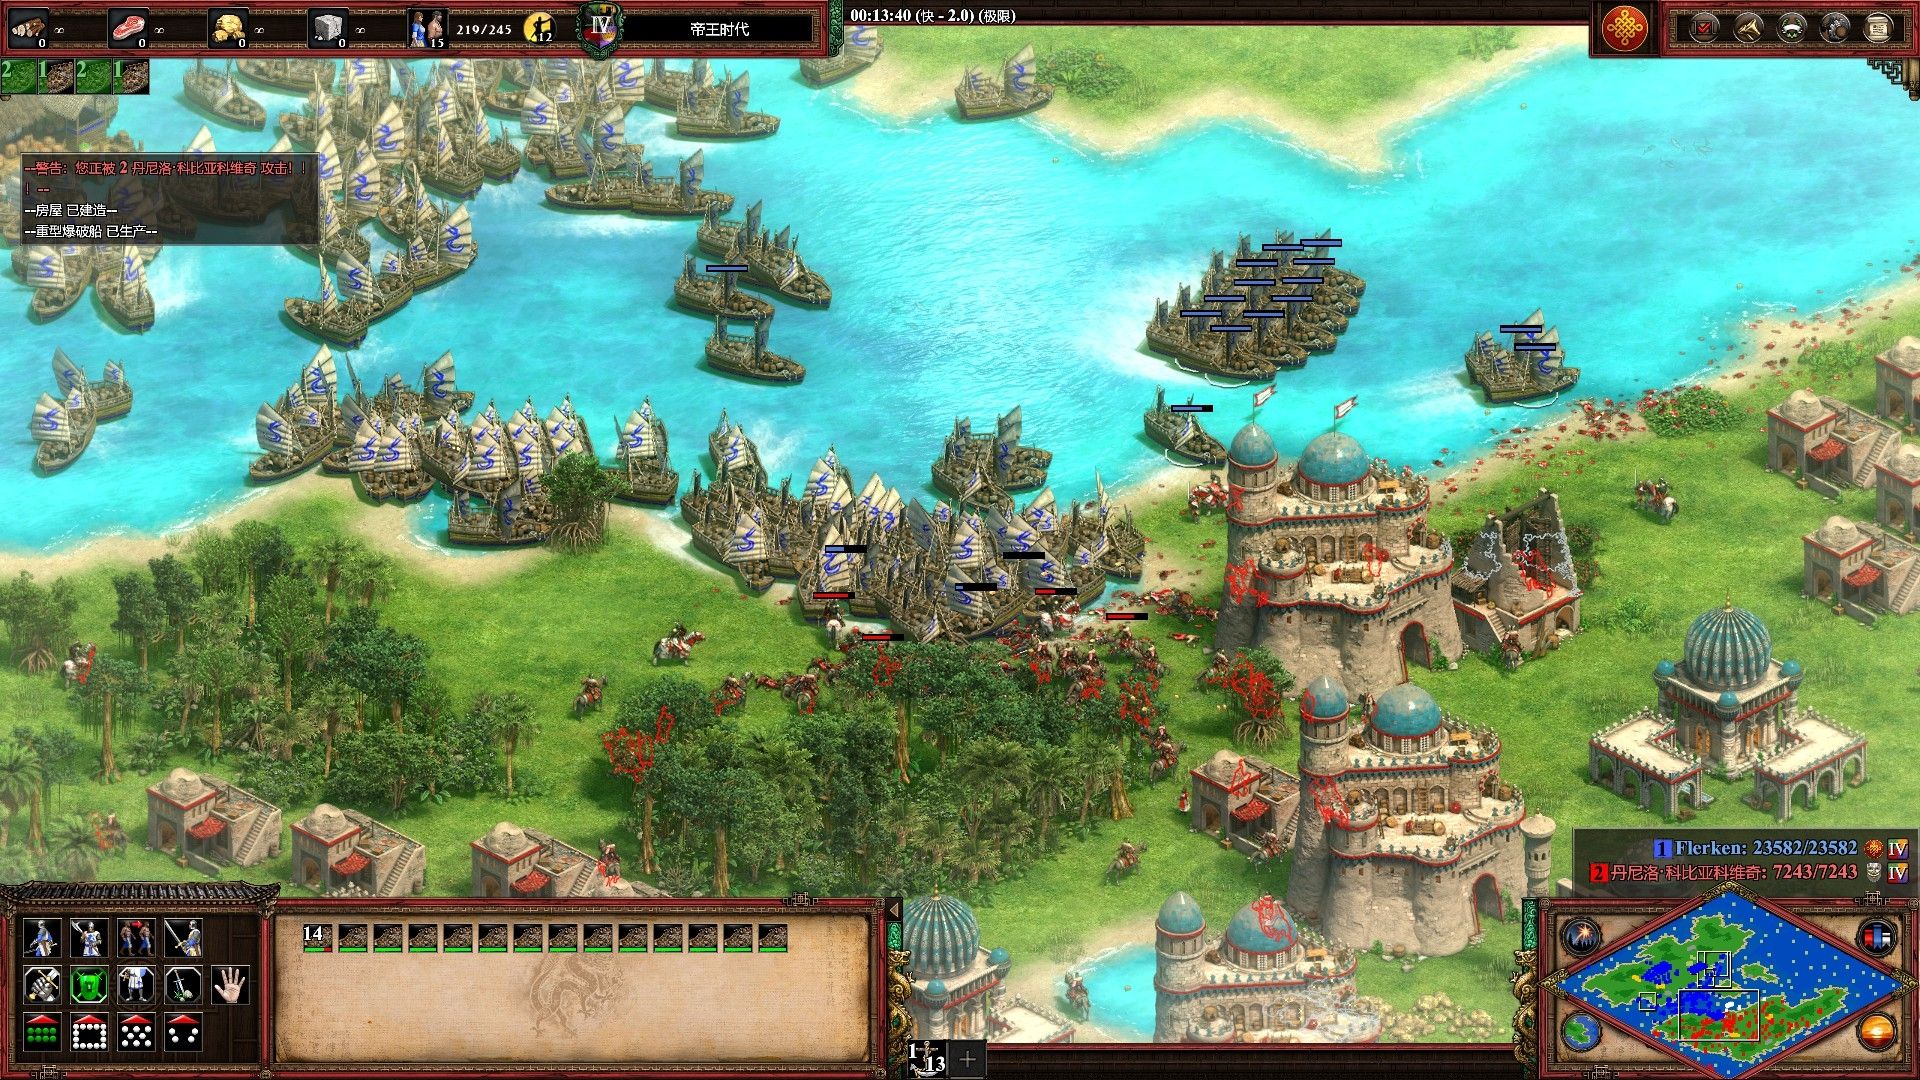 0 ∞ 0 ∞ 0 ∞ 0 ∞ 15 219/245 12 IV 帝王时代
00:13:40 (快 - 2.0) (极限)
2 1 2 1
--警告：您正被 2 丹尼洛·科比亚科维奇 攻击！！
！--
--房屋 已建造--
--重型爆破船 已生产--
1 Flerken: 23582/23582 IV
2 丹尼洛·科比亚科维奇: 7243/7243 IV
14
1 13 +